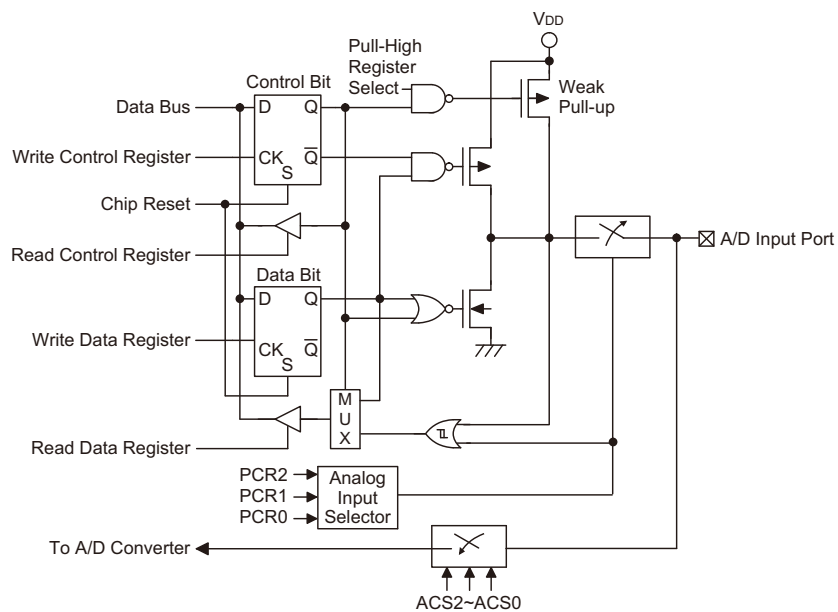 VDD
Pull-High
Register
Select
Weak
Pull-up
Control Bit
Data Bus
D Q
Write Control Register
CK Q̅
S
Chip Reset
Read Control Register
A/D Input Port
Data Bit
D Q
Write Data Register
CK Q̅
S
M
U
X
Read Data Register
PCR2
PCR1
PCR0
Analog
Input
Selector
To A/D Converter
ACS2~ACS0